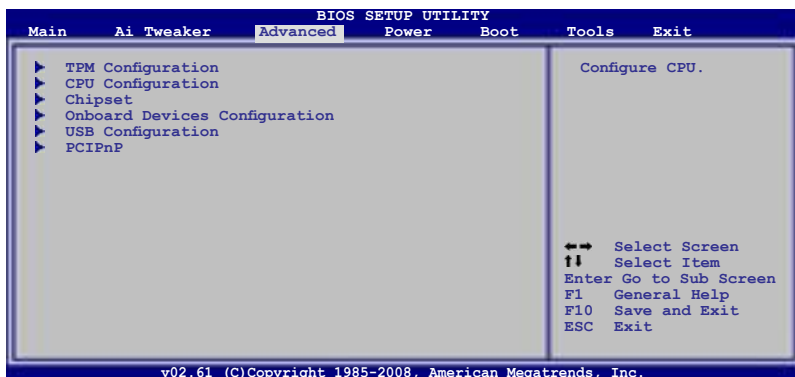 BIOS SETUP UTILITY
Main Ai Tweaker Advanced Power Boot Tools Exit
TPM Configuration
CPU Configuration
Chipset
Onboard Devices Configuration
USB Configuration
PCIPnP
Configure CPU.
Select Screen
Select Item
Enter Go to Sub Screen
F1 General Help
F10 Save and Exit
ESC Exit
v02.61 (C)Copyright 1985-2008, American Megatrends, Inc.